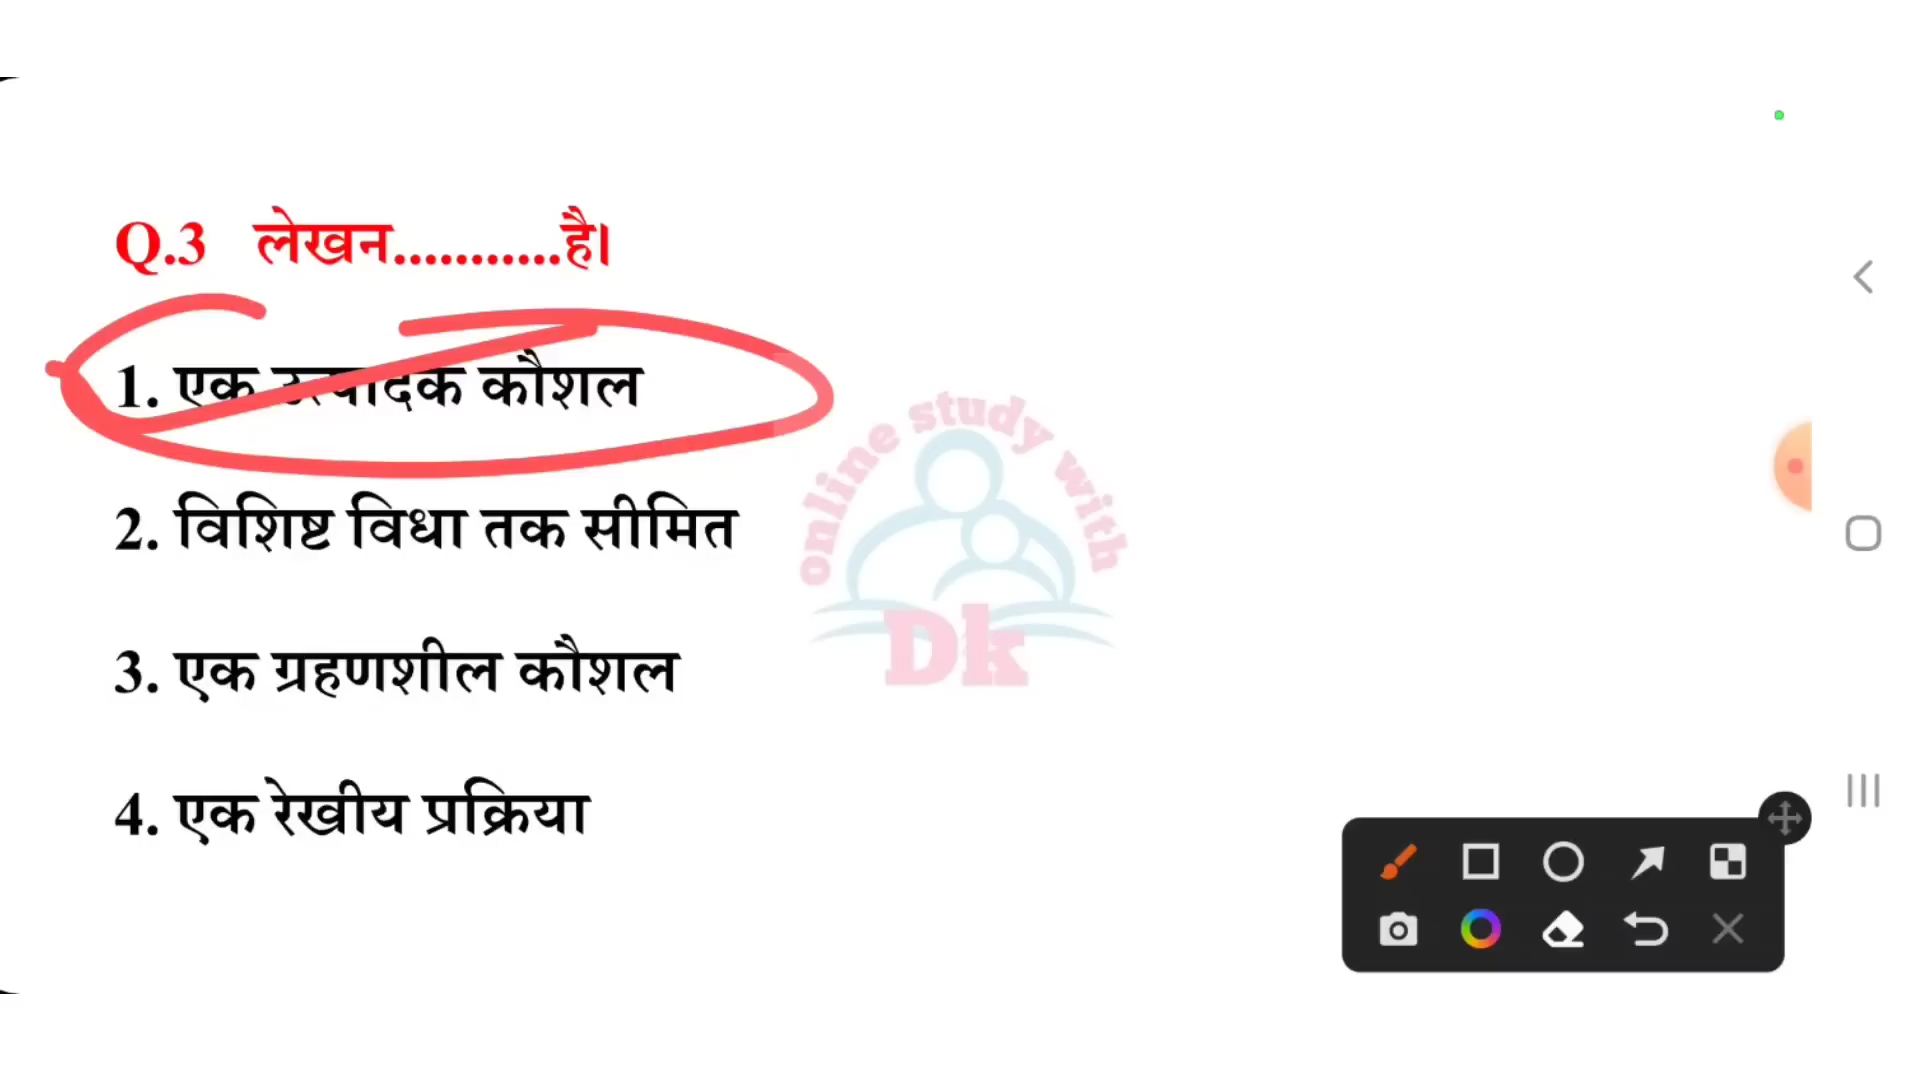 Q.3 लेखन...........है।
1. एक उत्पादक कौशल
2. विशिष्ट विधा तक सीमित
3. एक ग्रहणशील कौशल
4. एक रेखीय प्रक्रिया
online study with
Dk